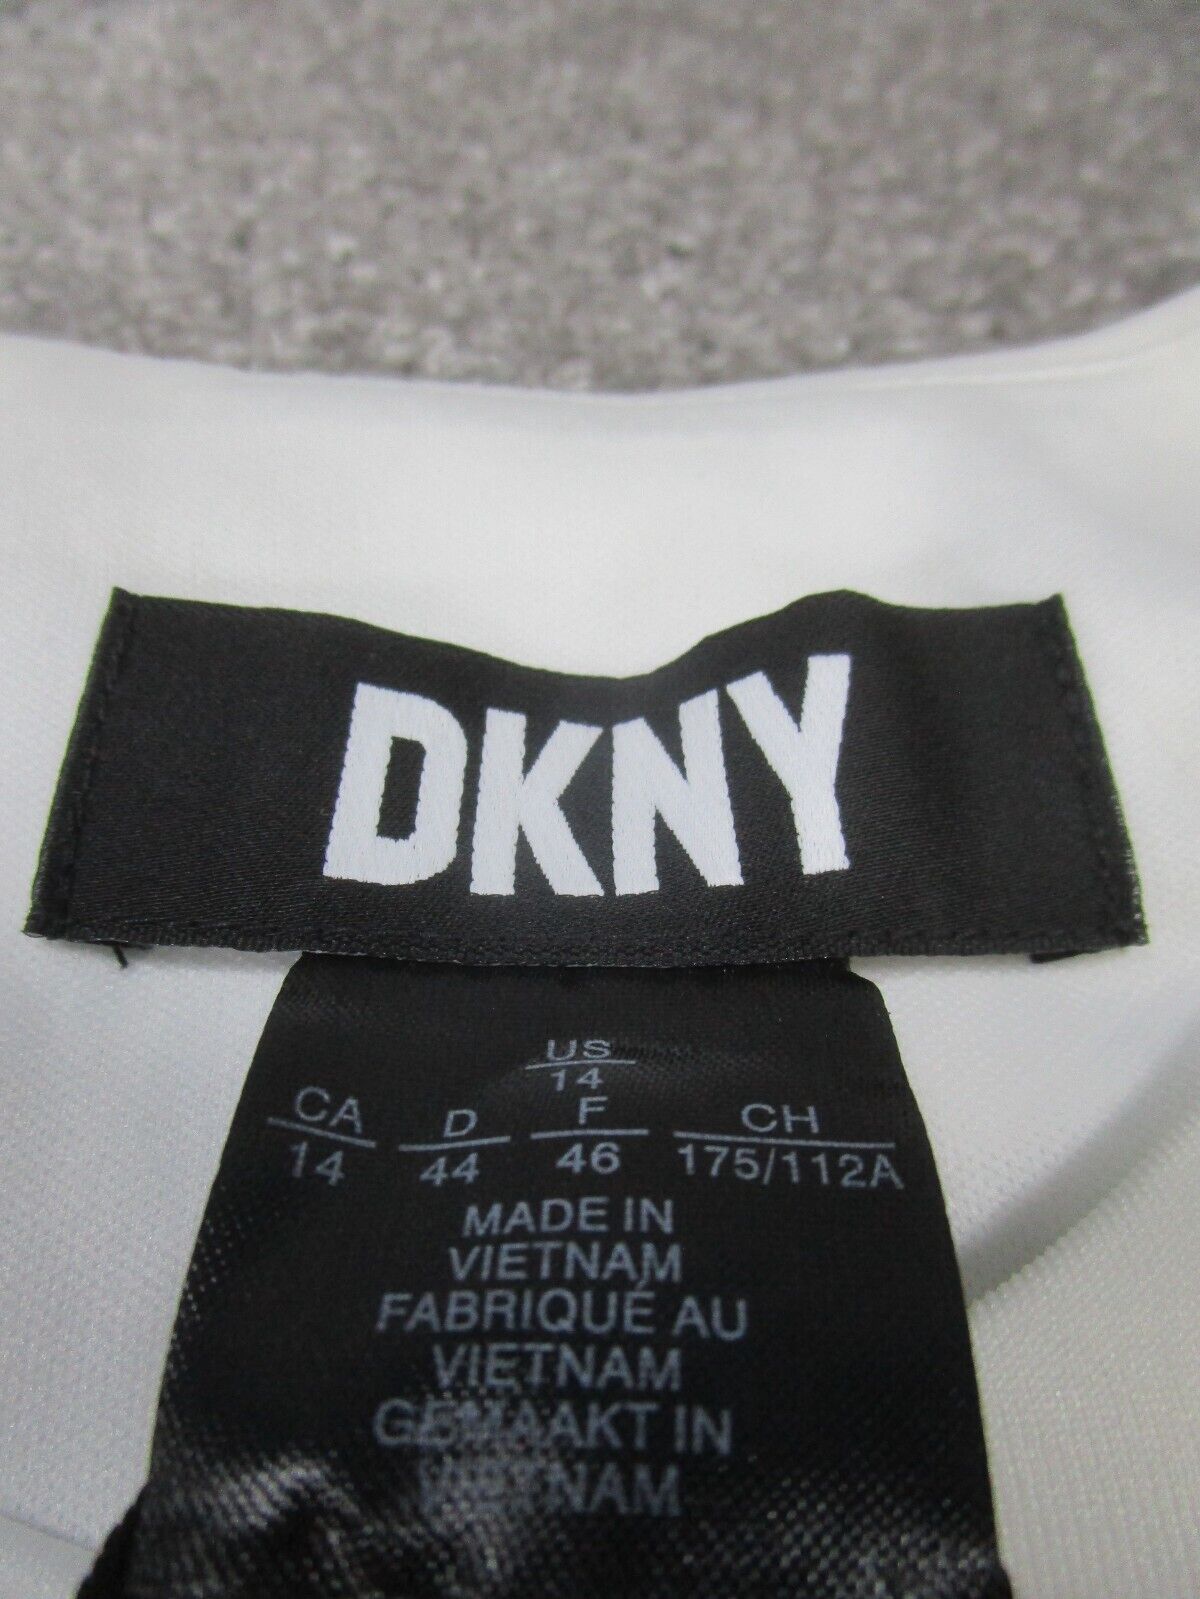 DKNY
US
14
CA D F CH
14 44 46 175/112A
MADE IN
VIETNAM
FABRIQUÉ AU
VIETNAM
GEMAAKT IN
VIETNAM